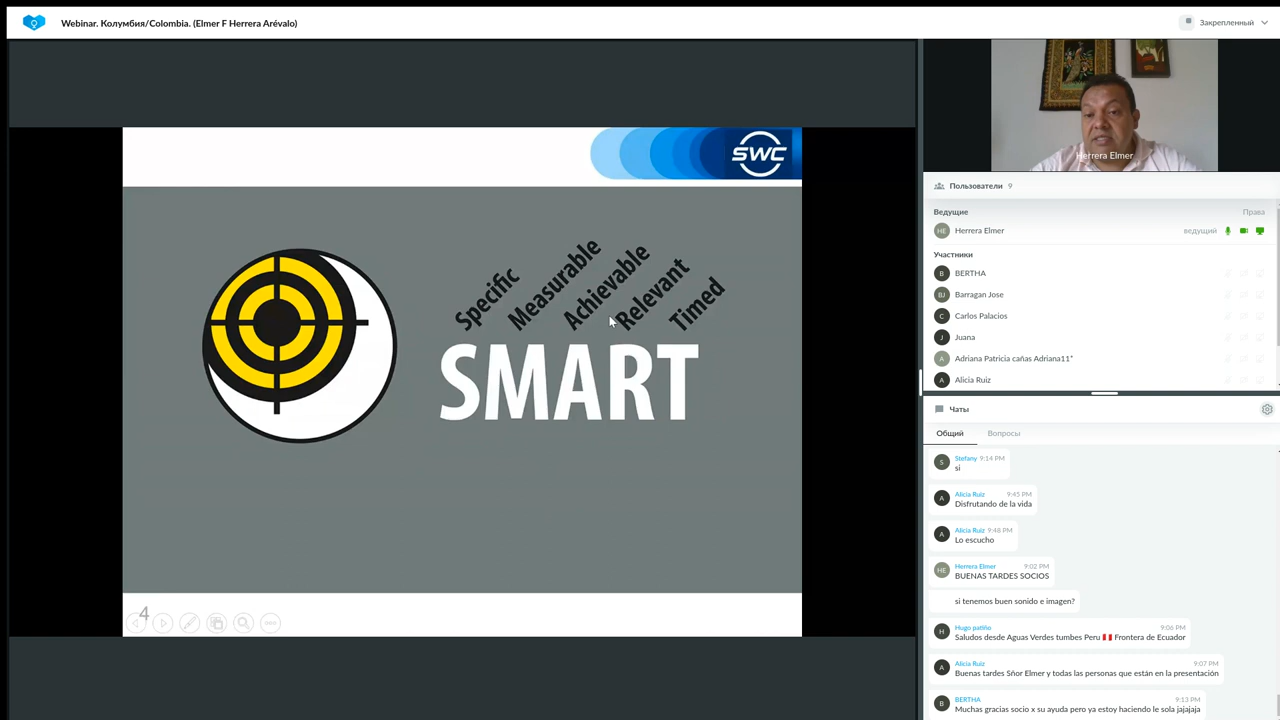 Webinar. Колумбия/Colombia. (Elmer F Herrera Arévalo)
Закрепленный
SWC
Specific
Measurable
Achievable
Relevant
Timed
SMART
4
Herrera Elmer
Пользователи 9
Ведущие Права
HE Herrera Elmer ведущий
Участники
B BERTHA
BJ Barragan Jose
C Carlos Palacios
J Juana
A Adriana Patricia cañas Adriana11*
A Alicia Ruiz
Чаты
Общий Вопросы
S Stefany 9:14 PM
si
A Alicia Ruiz 9:45 PM
Disfrutando de la vida
A Alicia Ruiz 9:48 PM
Lo escucho
HE Herrera Elmer 9:02 PM
BUENAS TARDES SOCIOS
si tenemos buen sonido e imagen?
H Hugo patiño 9:06 PM
Saludos desde Aguas Verdes tumbes Peru 🇵🇪 Frontera de Ecuador
A Alicia Ruiz 9:07 PM
Buenas tardes Sñor Elmer y todas las personas que están en la presentación
B BERTHA 9:13 PM
Muchas gracias socio x su ayuda pero ya estoy haciendo le sola jajajaja